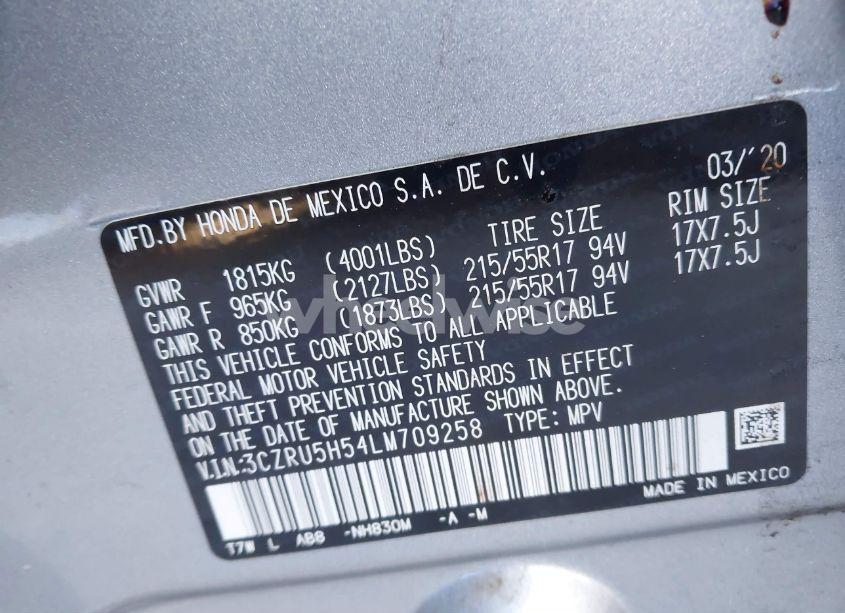 MFD.BY HONDA DE MEXICO S.A. DE C.V. 03/'20
TIRE SIZE RIM SIZE
GVWR 1815KG (4001LBS)
GAWR F 965KG (2127LBS) 215/55R17 94V 17X7.5J
GAWR R 850KG (1873LBS) 215/55R17 94V 17X7.5J
THIS VEHICLE CONFORMS TO ALL APPLICABLE
FEDERAL MOTOR VEHICLE SAFETY
AND THEFT PREVENTION STANDARDS IN EFFECT
ON THE DATE OF MANUFACTURE SHOWN ABOVE.
V.I.N:3CZRU5H54LM709258 TYPE: MPV
MADE IN MEXICO
T7W L AB8 -NH830M -A -M
wheelwise